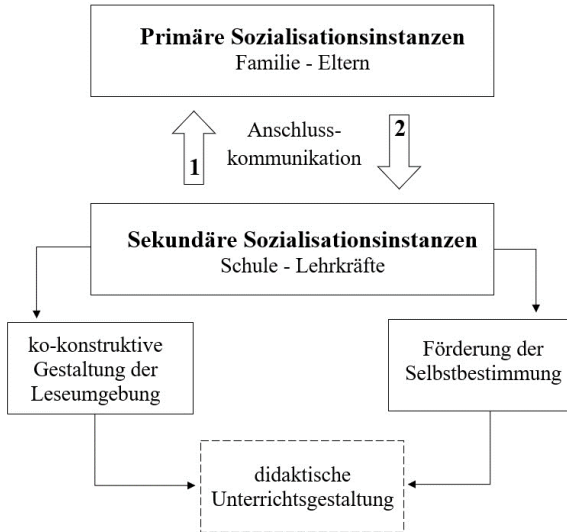 Primäre Sozialisationsinstanzen
Familie - Eltern
1
Anschluss-
kommunikation
2
Sekundäre Sozialisationsinstanzen
Schule - Lehrkräfte
ko-konstruktive
Gestaltung der
Leseumgebung
Förderung der
Selbstbestimmung
didaktische
Unterrichtsgestaltung